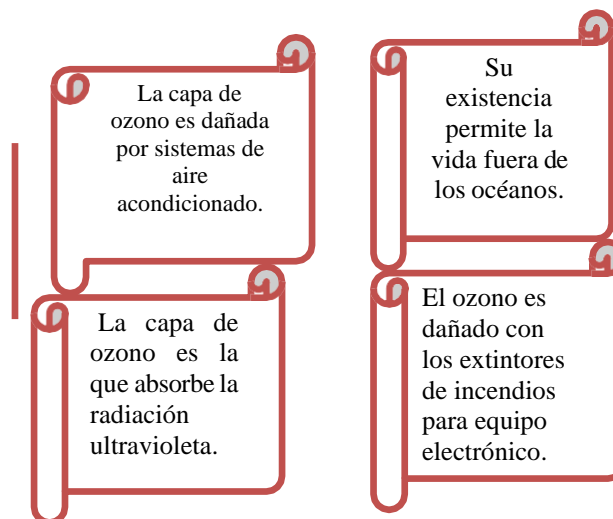 La capa de
ozono es dañada
por sistemas de
aire
acondicionado.
Su
existencia
permite la
vida fuera de
los océanos.
La capa de
ozono es la
que absorbe la
radiación
ultravioleta.
El ozono es
dañado con
los extintores
de incendios
para equipo
electrónico.